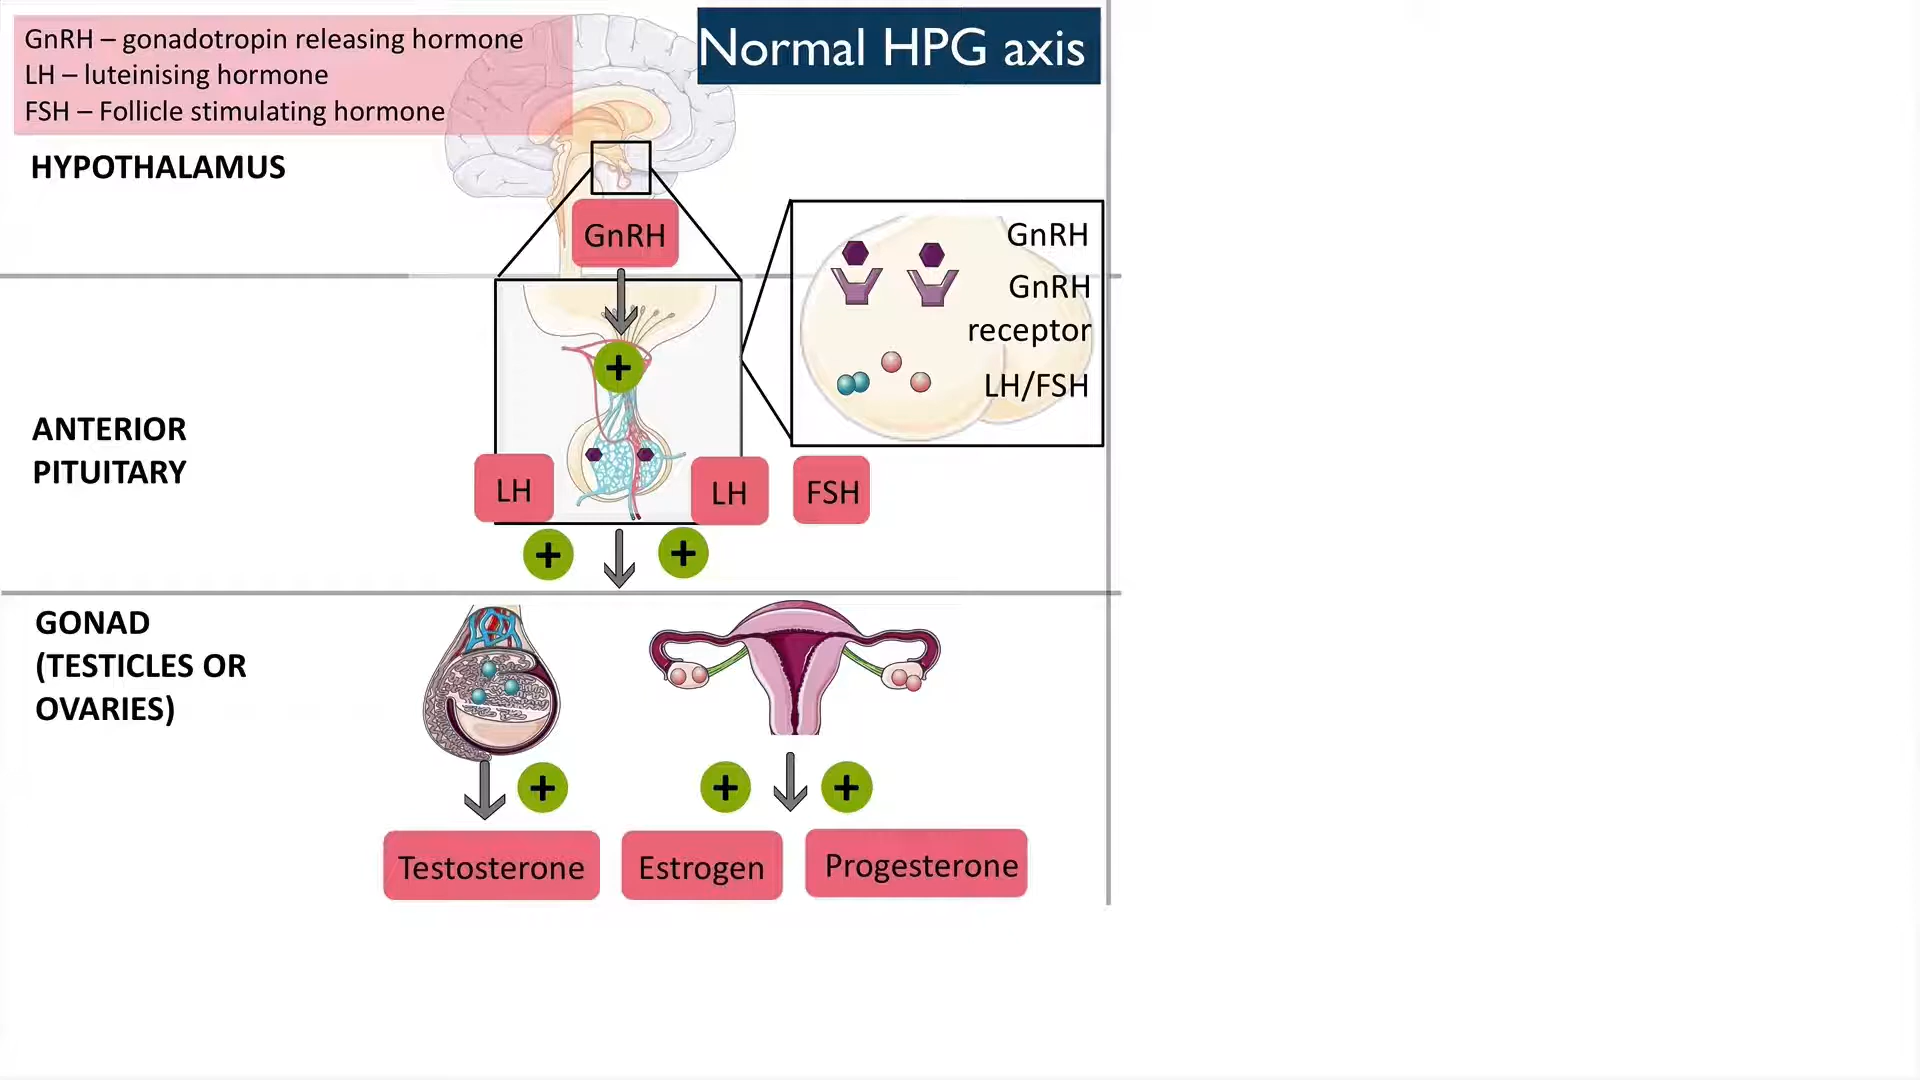 GnRH – gonadotropin releasing hormone
LH – luteinising hormone
FSH – Follicle stimulating hormone
Normal HPG axis
HYPOTHALAMUS
GnRH
GnRH
GnRH
receptor
LH/FSH
+
ANTERIOR
PITUITARY
LH
LH
FSH
+
+
GONAD
(TESTICLES OR
OVARIES)
+
+
+
Testosterone
Estrogen
Progesterone